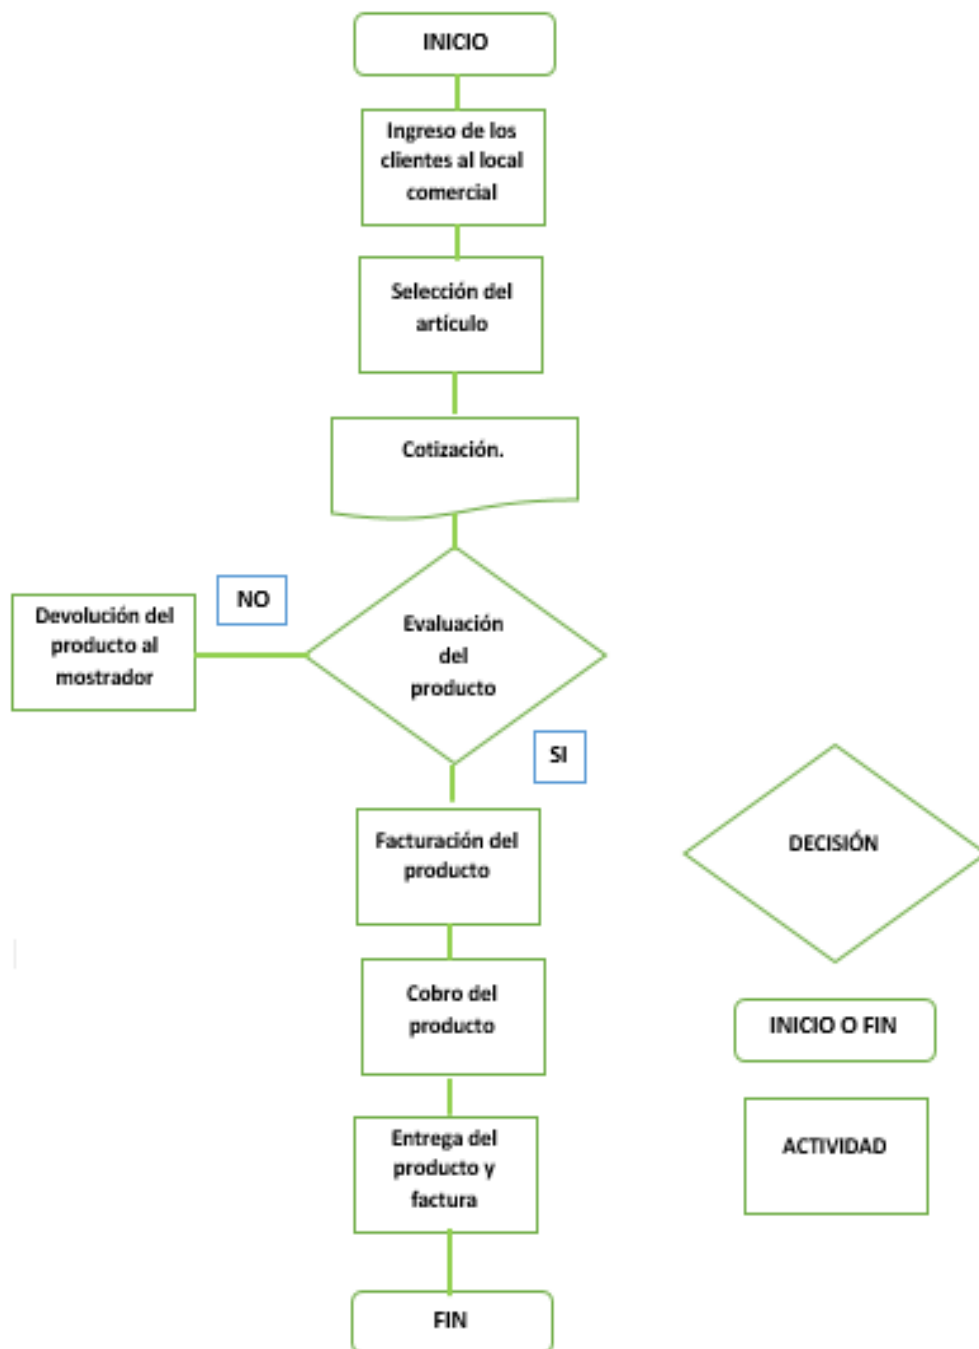 INICIO
Ingreso de los
clientes al local
comercial
Selección del
artículo
Cotización.
Evaluación
del
producto
NO
Devolución del
producto al
mostrador
SI
Facturación del
producto
Cobro del
producto
Entrega del
producto y
factura
FIN
DECISIÓN
INICIO O FIN
ACTIVIDAD